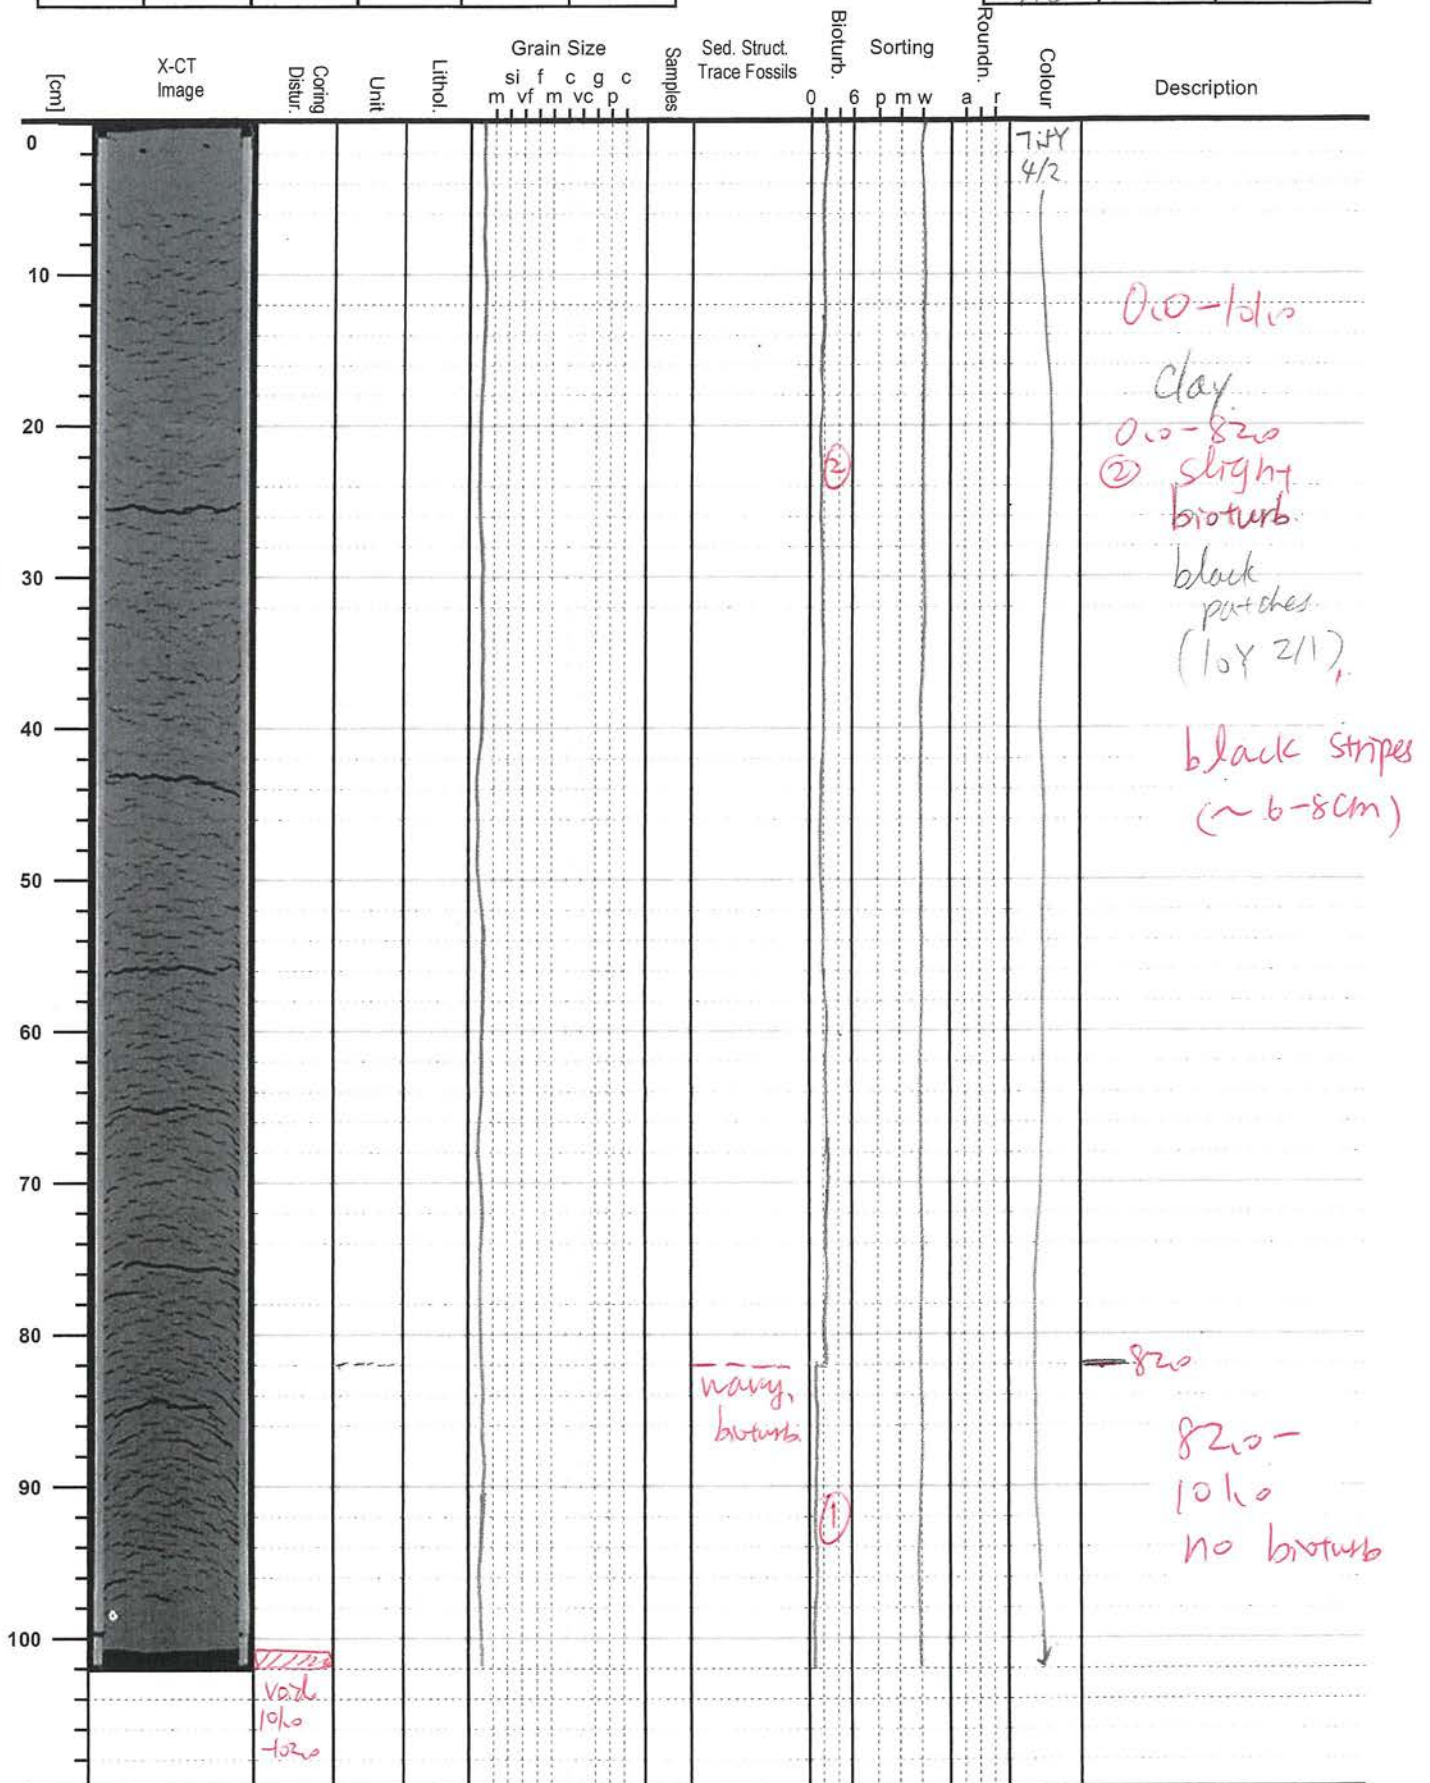 [cm]
X-CT
Image
Coring
Distur.
Unit
Lithol.
Grain Size
si f c g c
m vf m vc p
Samples
Sed. Struct.
Trace Fossils
Bioturb.
0 6
Sorting
p m w
Roundn.
a r
Colour
Description
0
7.5Y
4/2
10
0.0-101.0
Clay
20
0.0-82.0
② slight
bioturb.
②
black
patches.
(10Y 2/1),
30
40
black stripes
(~6-8cm)
50
60
70
80
82.0
wavy,
bioturb.
82.0-
101.0
no bioturb
90
1
100
void
101.0
-102.0